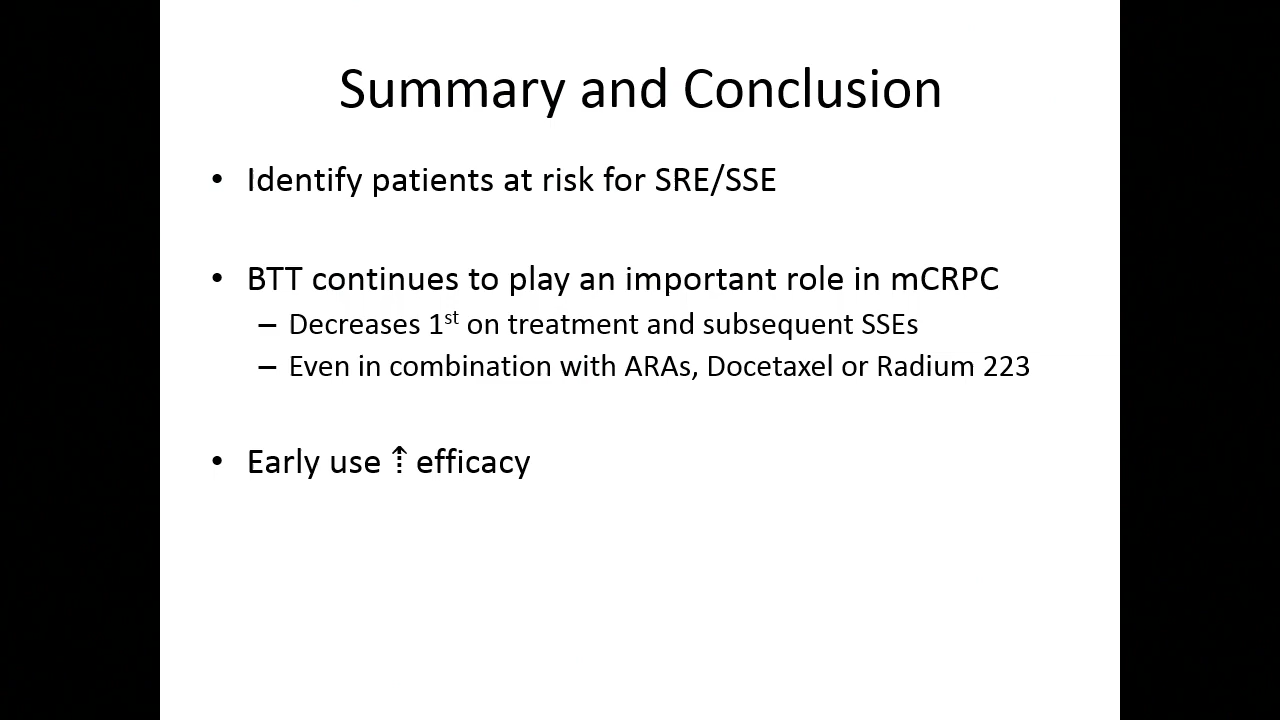 Summary and Conclusion
• Identify patients at risk for SRE/SSE
• BTT continues to play an important role in mCRPC
– Decreases 1st on treatment and subsequent SSEs
– Even in combination with ARAs, Docetaxel or Radium 223
• Early use ⇡ efficacy